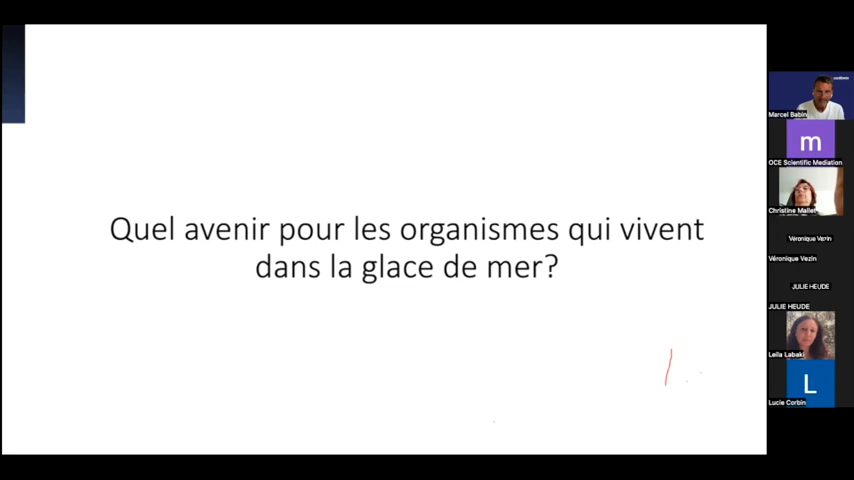 Quel avenir pour les organismes qui vivent
dans la glace de mer?
Marcel Babin
m
OCE Scientific Mediation
Christine Mallet
Véronique Vezin
Véronique Vezin
JULIE HEUDE
JULIE HEUDE
Leila Labaki
L
Lucie Corbin